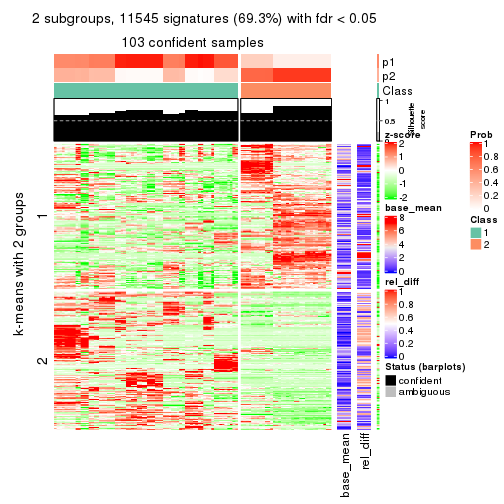 2 subgroups, 11545 signatures (69.3%) with fdr < 0.05
103 confident samples
p1
p2
Class
1
0.5
0
Silhouette
score
k-means with 2 groups
1
2
base_mean
rel_diff
z-score
2
1
0
-1
-2
base_mean
8
6
4
2
0
rel_diff
1
0.8
0.6
0.4
0.2
0
Status (barplots)
confident
ambiguous
Prob
1
0.8
0.6
0.4
0.2
0
Class
1
2